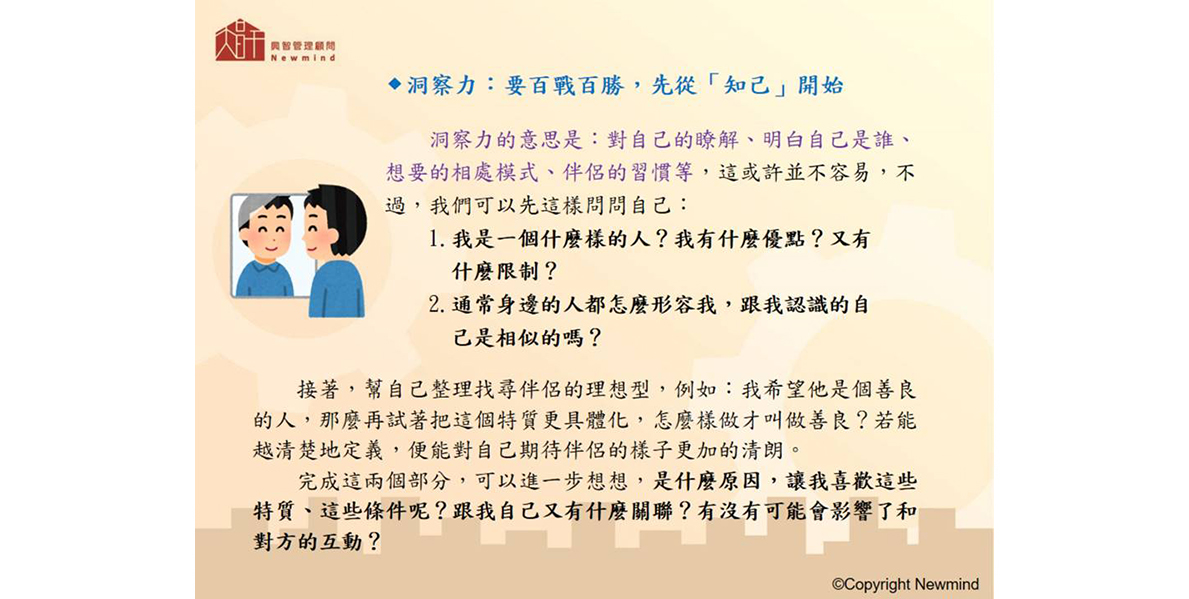 興智管理顧問
Newmind
◆洞察力：要百戰百勝，先從「知己」開始
洞察力的意思是：對自己的瞭解、明白自己是誰、
想要的相處模式、伴侶的習慣等，這或許並不容易，不
過，我們可以先這樣問問自己：
1. 我是一個什麼樣的人？我有什麼優點？又有
什麼限制？
2. 通常身邊的人都怎麼形容我，跟我認識的自
己是相似的嗎？
接著，幫自己整理找尋伴侶的理想型，例如：我希望他是個善良
的人，那麼再試著把這個特質更具體化，怎麼樣做才叫做善良？若能
越清楚地定義，便能對自己期待伴侶的樣子更加的清朗。
完成這兩個部分，可以進一步想想，是什麼原因，讓我喜歡這些
特質、這些條件呢？跟我自己又有什麼關聯？有沒有可能會影響了和
對方的互動？
©Copyright Newmind